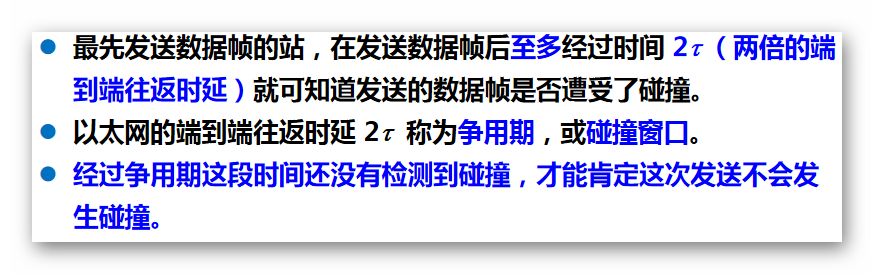 ● 最先发送数据帧的站，在发送数据帧后至多经过时间 2τ（两倍的端
到端往返时延）就可知道发送的数据帧是否遭受了碰撞。
● 以太网的端到端往返时延 2τ 称为争用期，或碰撞窗口。
● 经过争用期这段时间还没有检测到碰撞，才能肯定这次发送不会发
生碰撞。